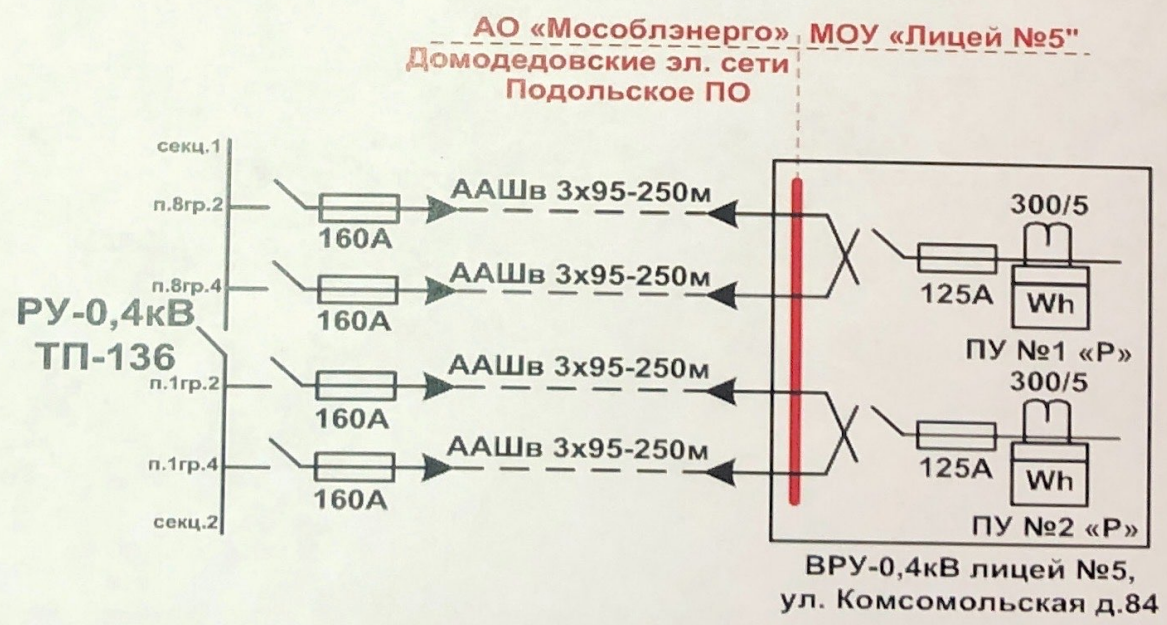 АО «Мособлэнерго» МОУ «Лицей №5"
Домодедовские эл. сети
Подольское ПО
секц.1
п.8гр.2
160А
ААШв 3х95-250м
300/5
125А
Wh
ПУ №1 «Р»
п.8гр.4
160А
ААШв 3х95-250м
РУ-0,4кВ
ТП-136
п.1гр.2
160А
ААШв 3х95-250м
300/5
125А
Wh
ПУ №2 «Р»
п.1гр.4
160А
ААШв 3х95-250м
секц.2
ВРУ-0,4кВ лицей №5,
ул. Комсомольская д.84